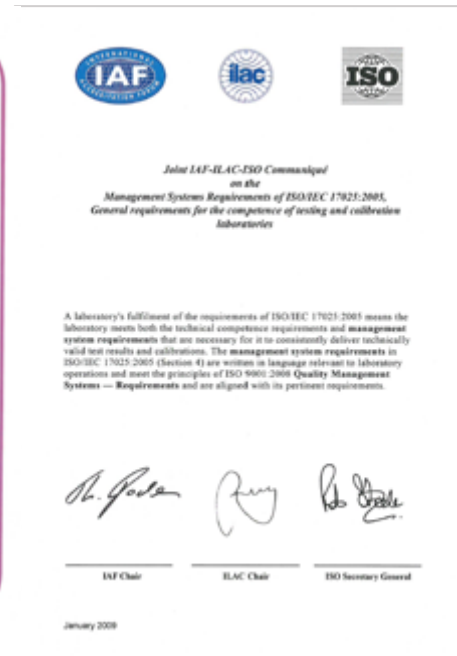 INTERNATIONAL
IAF
ACCREDITATION FORUM
ilac
ISO
Joint IAF-ILAC-ISO Communiqué
on the
Management Systems Requirements of ISO/IEC 17025:2005,
General requirements for the competence of testing and calibration
laboratories
A laboratory's fulfilment of the requirements of ISO/IEC 17025:2005 means the
laboratory meets both the technical competence requirements and management
system requirements that are necessary for it to consistently deliver technically
valid test results and calibrations. The management system requirements in
ISO/IEC 17025:2005 (Section 4) are written in language relevant to laboratory
operations and meet the principles of ISO 9001:2008 Quality Management
Systems — Requirements and are aligned with its pertinent requirements.
IAF Chair
ILAC Chair
ISO Secretary General
January 2009